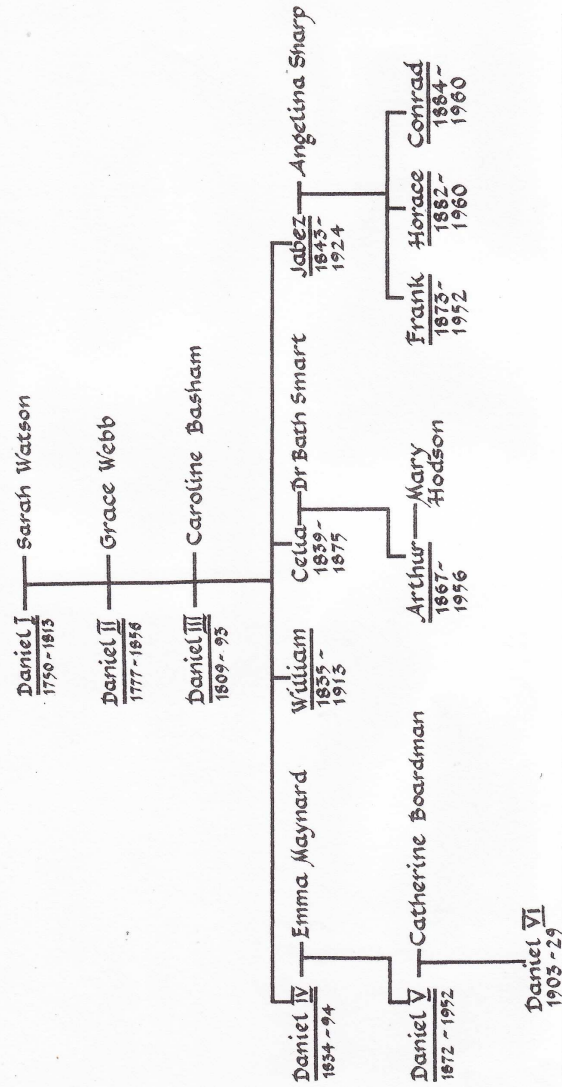 Daniel I — Sarah Watson
1750-1813
Daniel II — Grace Webb
1777-1858
Daniel III — Caroline Basham
1809-93
Daniel IV — Emma Maynard
1834-94
William
1835-
1913
Celia — Dr Bath Smart
1839-
1875
Jabez — Angelina Sharp
1843-
1924
Daniel V — Catherine Boardman
1872-1952
Arthur — Mary
Hodson
1867-
1956
Frank
1873-
1952
Horace
1882-
1960
Conrad
1884-
1960
Daniel VI
1903-29